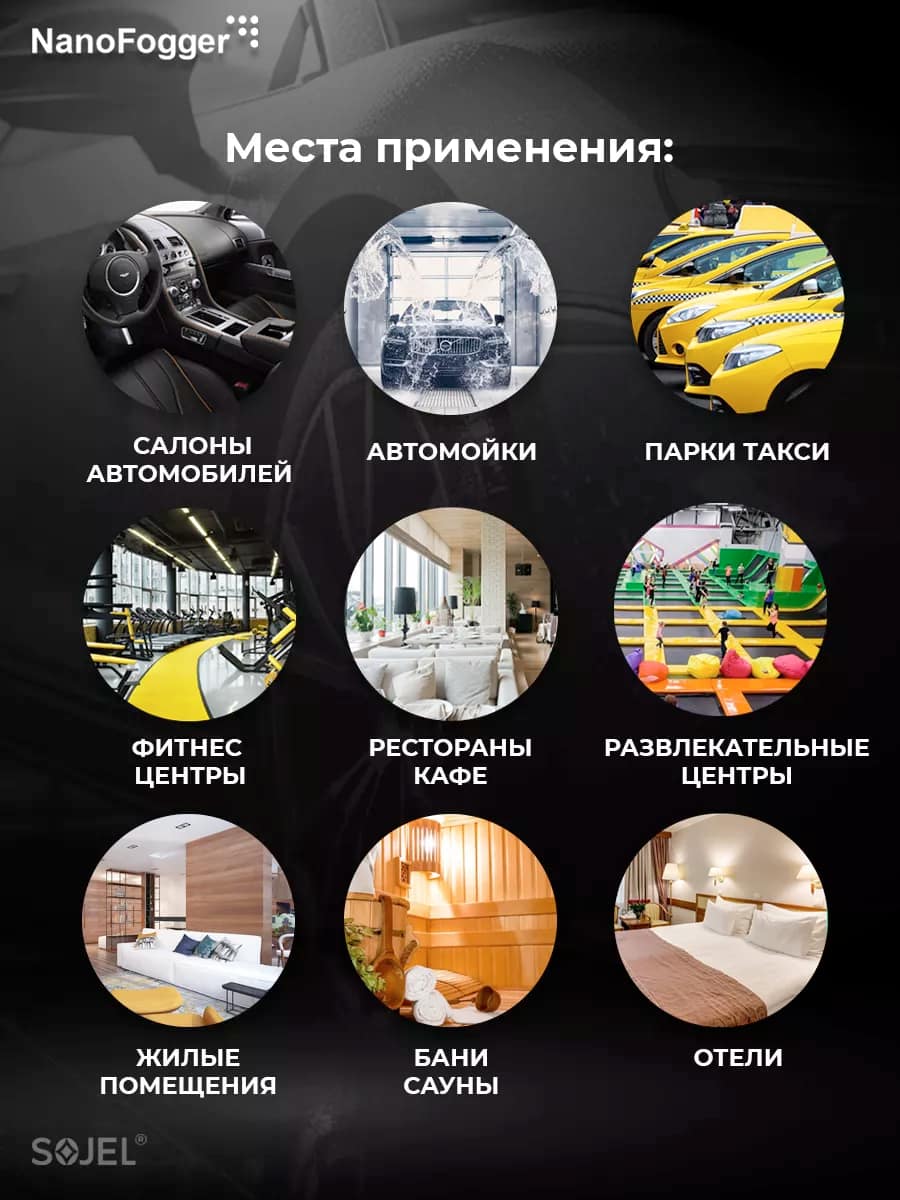 NanoFogger
Места применения:
САЛОНЫ
АВТОМОБИЛЕЙ
АВТОМОЙКИ
ПАРКИ ТАКСИ
ФИТНЕС
ЦЕНТРЫ
РЕСТОРАНЫ
КАФЕ
РАЗВЛЕКАТЕЛЬНЫЕ
ЦЕНТРЫ
ЖИЛЫЕ
ПОМЕЩЕНИЯ
БАНИ
САУНЫ
ОТЕЛИ
SOJEL®